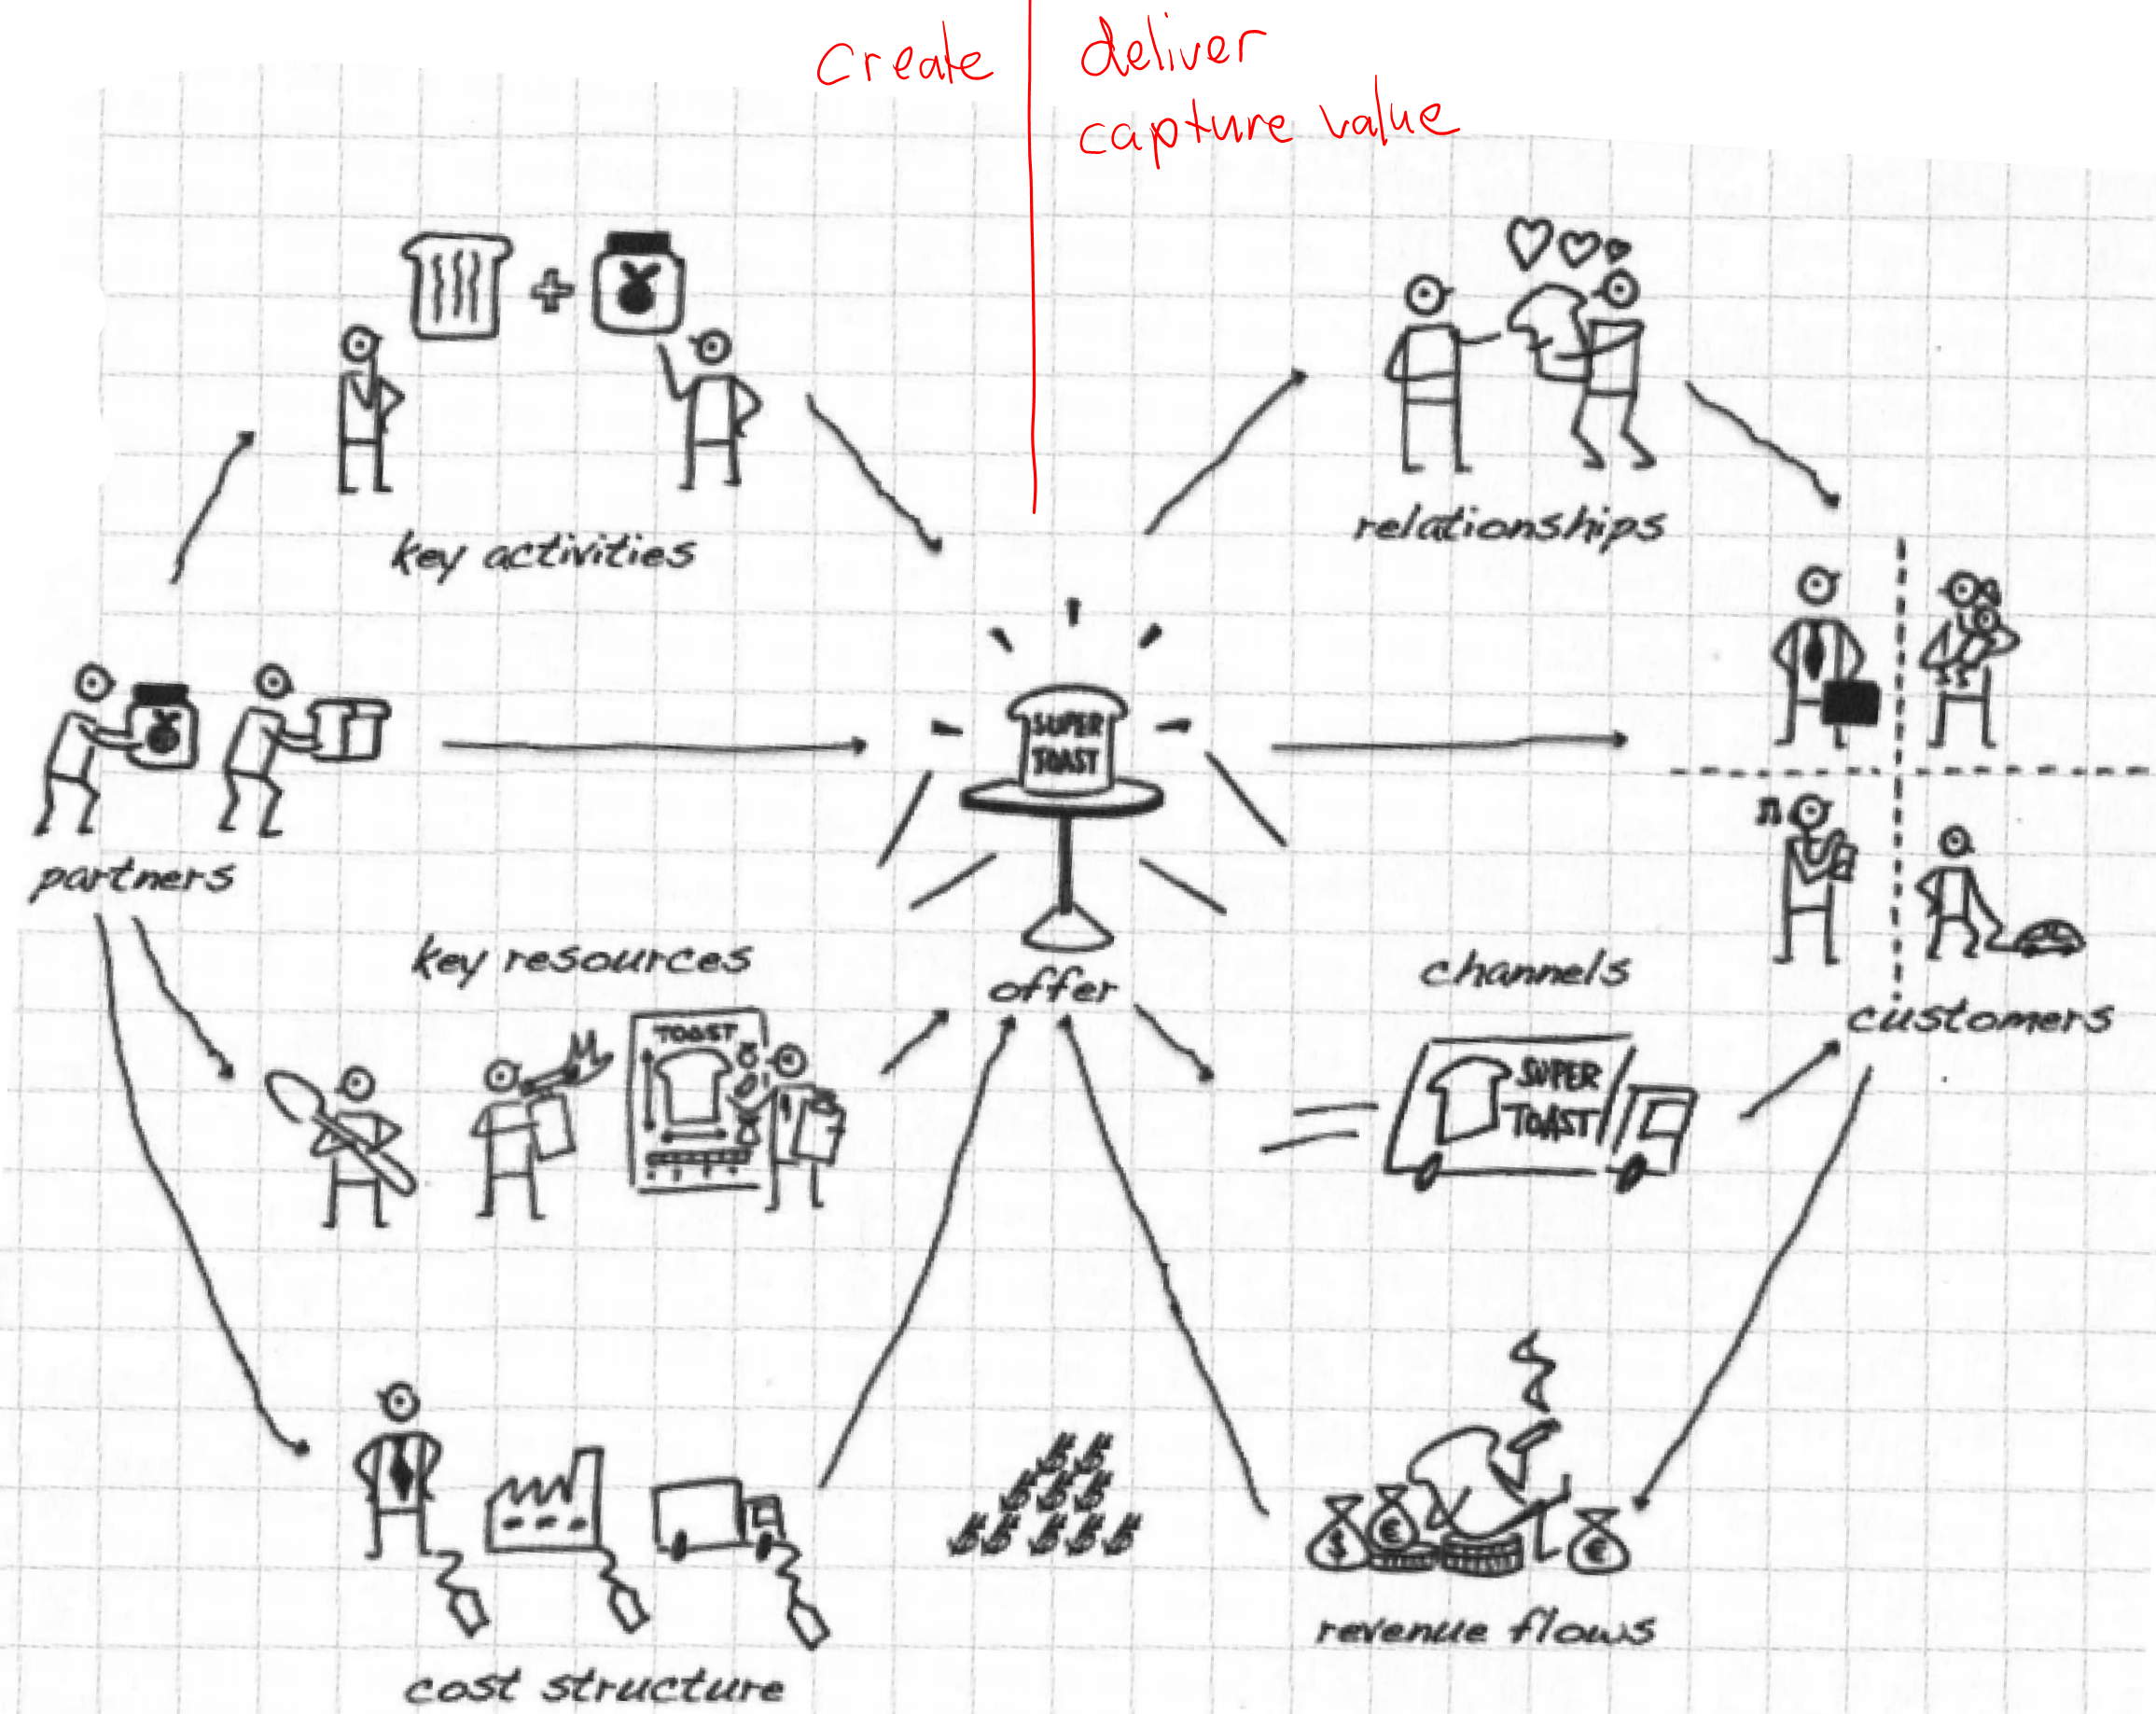 create
deliver
capture value
key activities
relationships
SUPER
TOAST
partners
key resources
offer
channels
customers
TOAST
SUPER
TOAST
$
€
€
revenue flows
cost structure